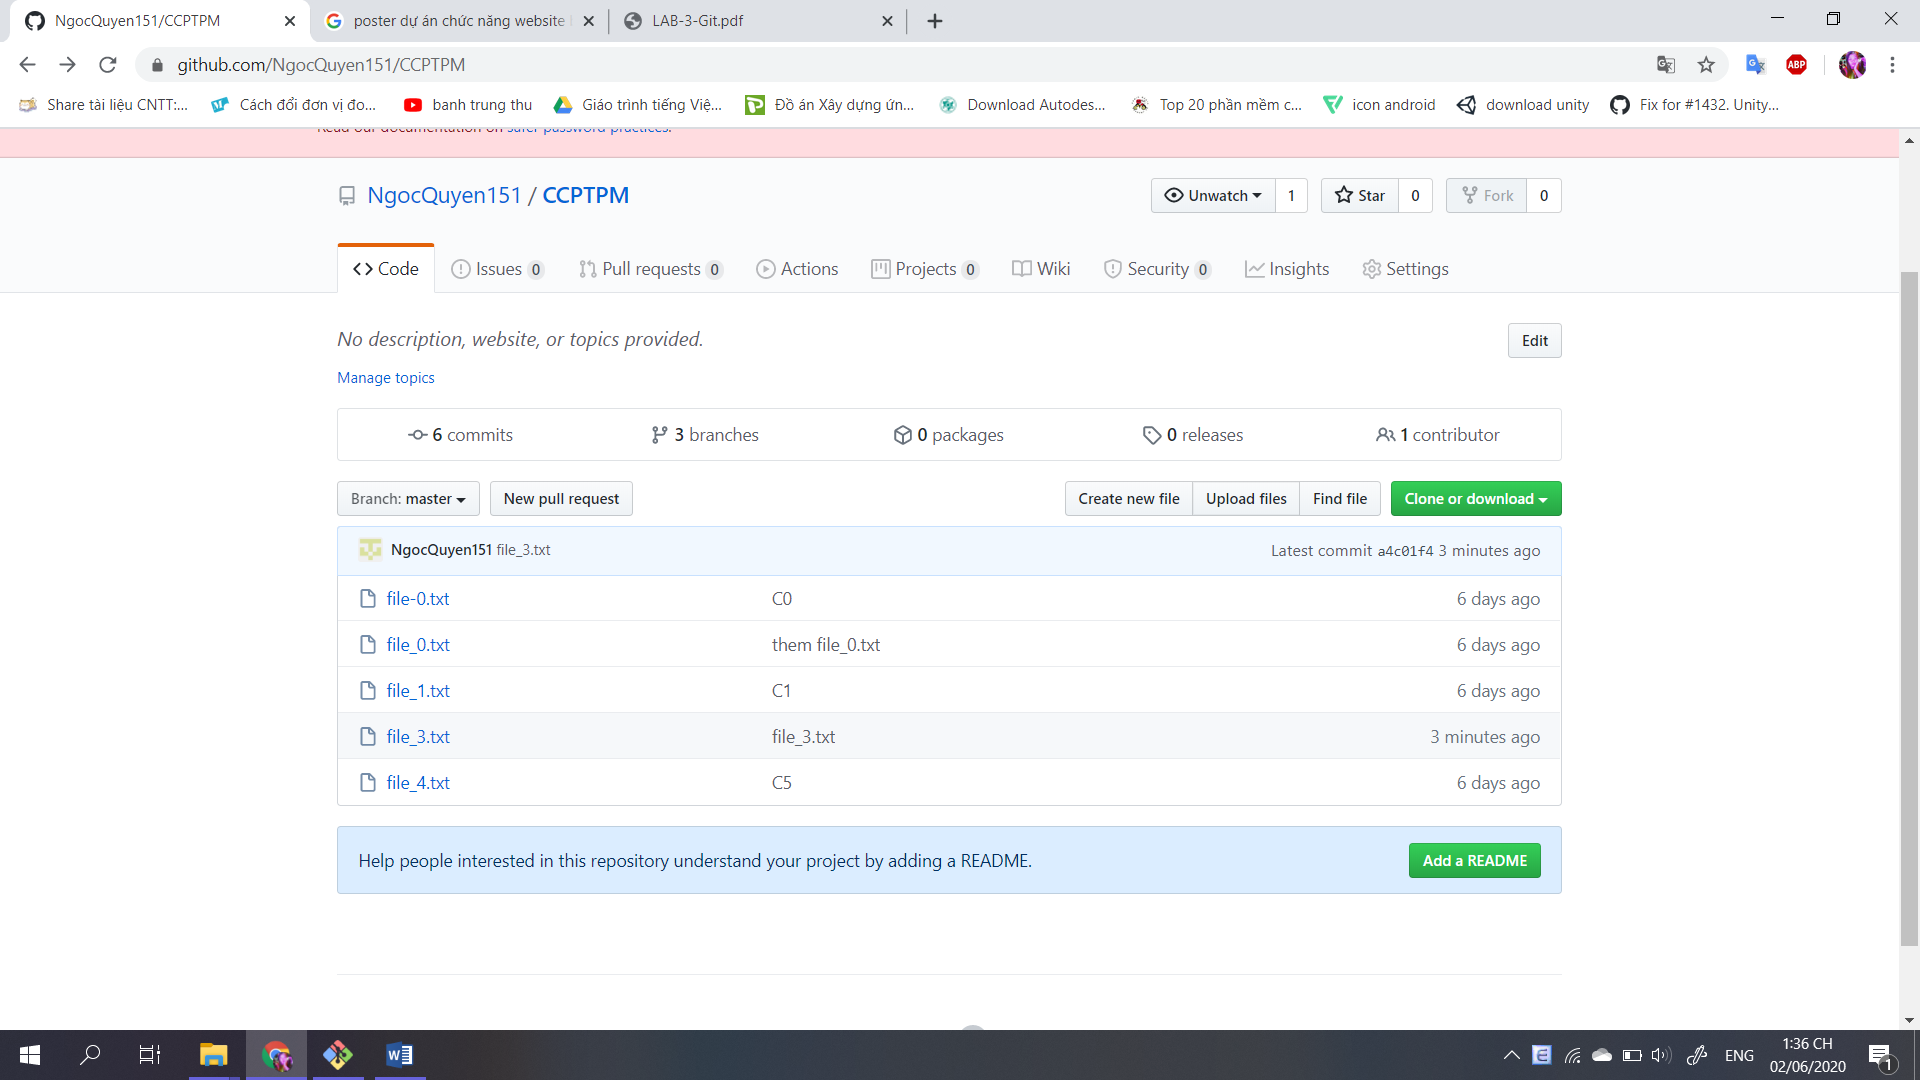 NgocQuyen151/CCPTPM
poster dự án chức năng website
LAB-3-Git.pdf
github.com/NgocQuyen151/CCPTPM
ABP
Share tài liệu CNTT:...
Cách đổi đơn vị đo...
banh trung thu
Giáo trình tiếng Việ...
Đồ án Xây dựng ứn...
Download Autodes...
Top 20 phần mềm c...
icon android
download unity
Fix for #1432. Unity...
Read our documentation on safer password practices.
NgocQuyen151 / CCPTPM
Unwatch 1
Star 0
Fork 0
Code
Issues 0
Pull requests 0
Actions
Projects 0
Wiki
Security 0
Insights
Settings
No description, website, or topics provided.
Edit
Manage topics
6 commits
3 branches
0 packages
0 releases
1 contributor
Branch: master
New pull request
Create new file
Upload files
Find file
Clone or download
NgocQuyen151 file_3.txt
Latest commit a4c01f4 3 minutes ago
file-0.txt C0 6 days ago
file_0.txt them file_0.txt 6 days ago
file_1.txt C1 6 days ago
file_3.txt file_3.txt 3 minutes ago
file_4.txt C5 6 days ago
Help people interested in this repository understand your project by adding a README.
Add a README
ENG
1:36 CH
02/06/2020
1